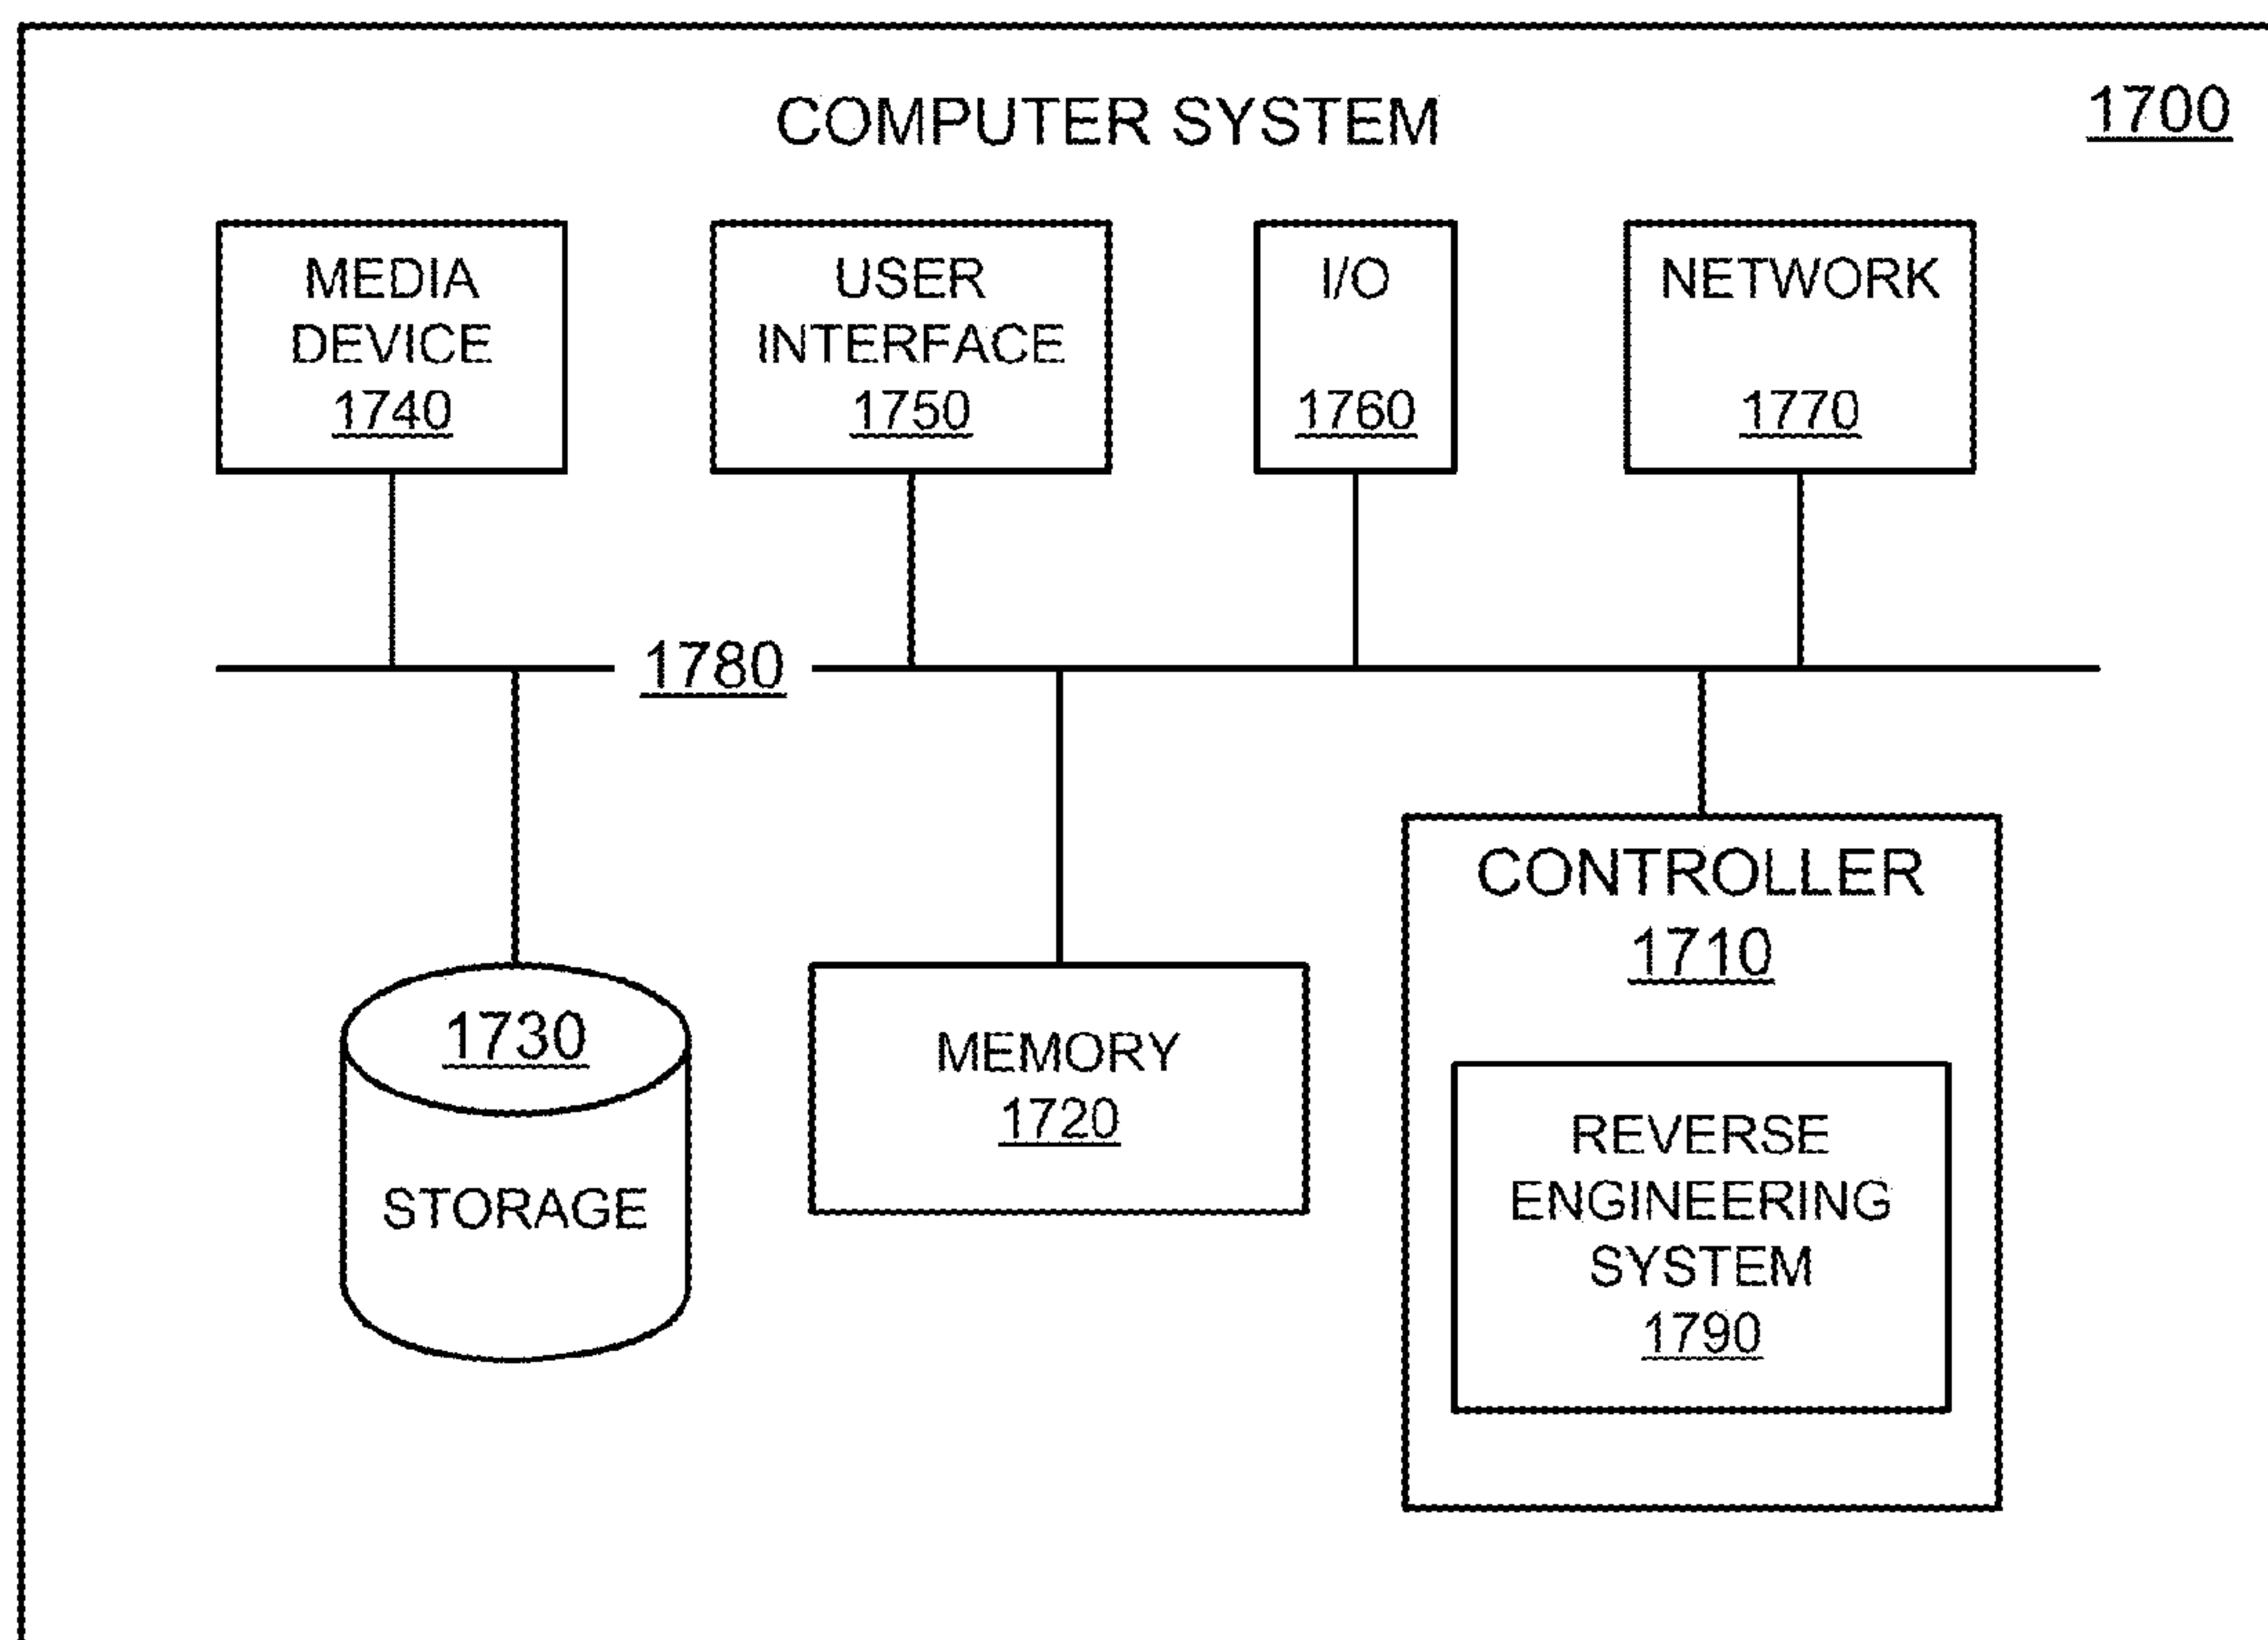 COMPUTER SYSTEM
1700
MEDIA
DEVICE
1740
USER
INTERFACE
1750
I/O
1760
NETWORK
1770
1780
1730
STORAGE
MEMORY
1720
CONTROLLER
1710
REVERSE
ENGINEERING
SYSTEM
1790